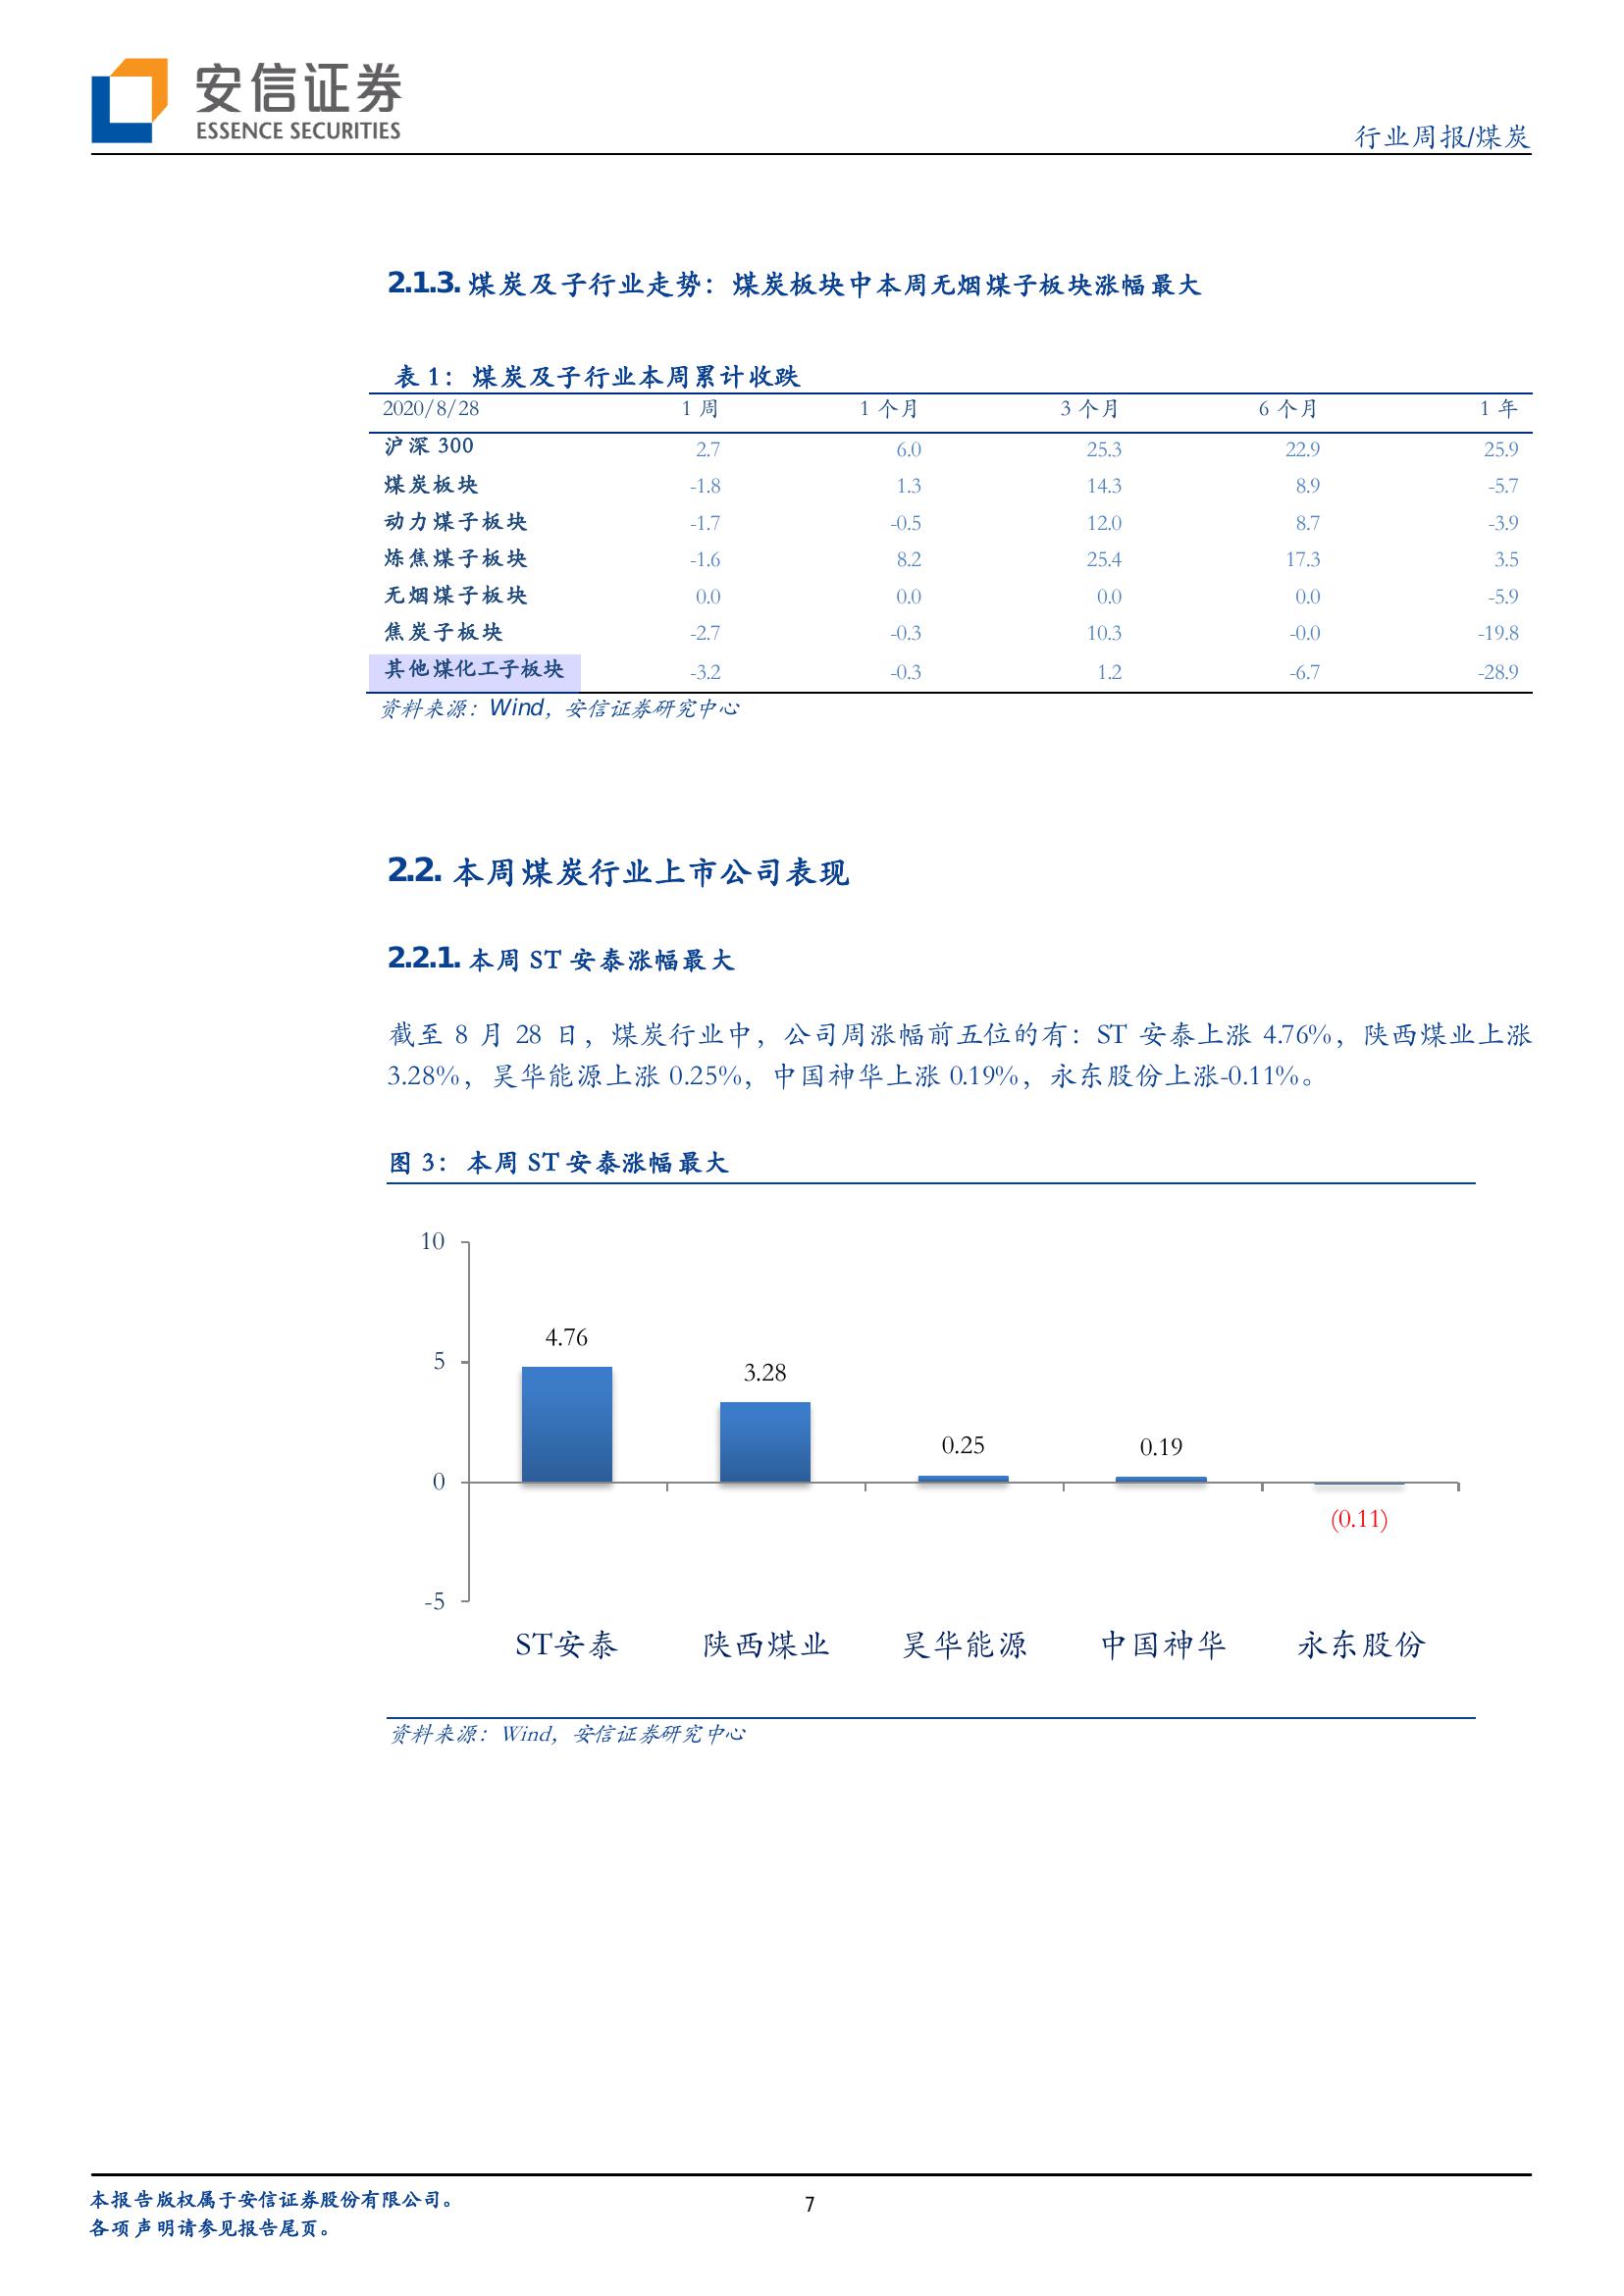 安信证券
ESSENCE SECURITIES
行业周报/煤炭
2.1.3. 煤炭及子行业走势：煤炭板块中本周无烟煤子板块涨幅最大
表 1：煤炭及子行业本周累计收跌
2020/8/28 1 周 1 个月 3 个月 6 个月 1 年
沪深 300 2.7 6.0 25.3 22.9 25.9
煤炭板块 -1.8 1.3 14.3 8.9 -5.7
动力煤子板块 -1.7 -0.5 12.0 8.7 -3.9
炼焦煤子板块 -1.6 8.2 25.4 17.3 3.5
无烟煤子板块 0.0 0.0 0.0 0.0 -5.9
焦炭子板块 -2.7 -0.3 10.3 -0.0 -19.8
其他煤化工子板块 -3.2 -0.3 1.2 -6.7 -28.9
资料来源：Wind，安信证券研究中心
2.2. 本周煤炭行业上市公司表现
2.2.1. 本周 ST 安泰涨幅最大
截至 8 月 28 日，煤炭行业中，公司周涨幅前五位的有：ST 安泰上涨 4.76%，陕西煤业上涨
3.28%，昊华能源上涨 0.25%，中国神华上涨 0.19%，永东股份上涨-0.11%。
图 3：本周 ST 安泰涨幅最大
10
5
0
-5
4.76
3.28
0.25
0.19
(0.11)
ST安泰 陕西煤业 昊华能源 中国神华 永东股份
资料来源：Wind，安信证券研究中心
本报告版权属于安信证券股份有限公司。
各项声明请参见报告尾页。
7